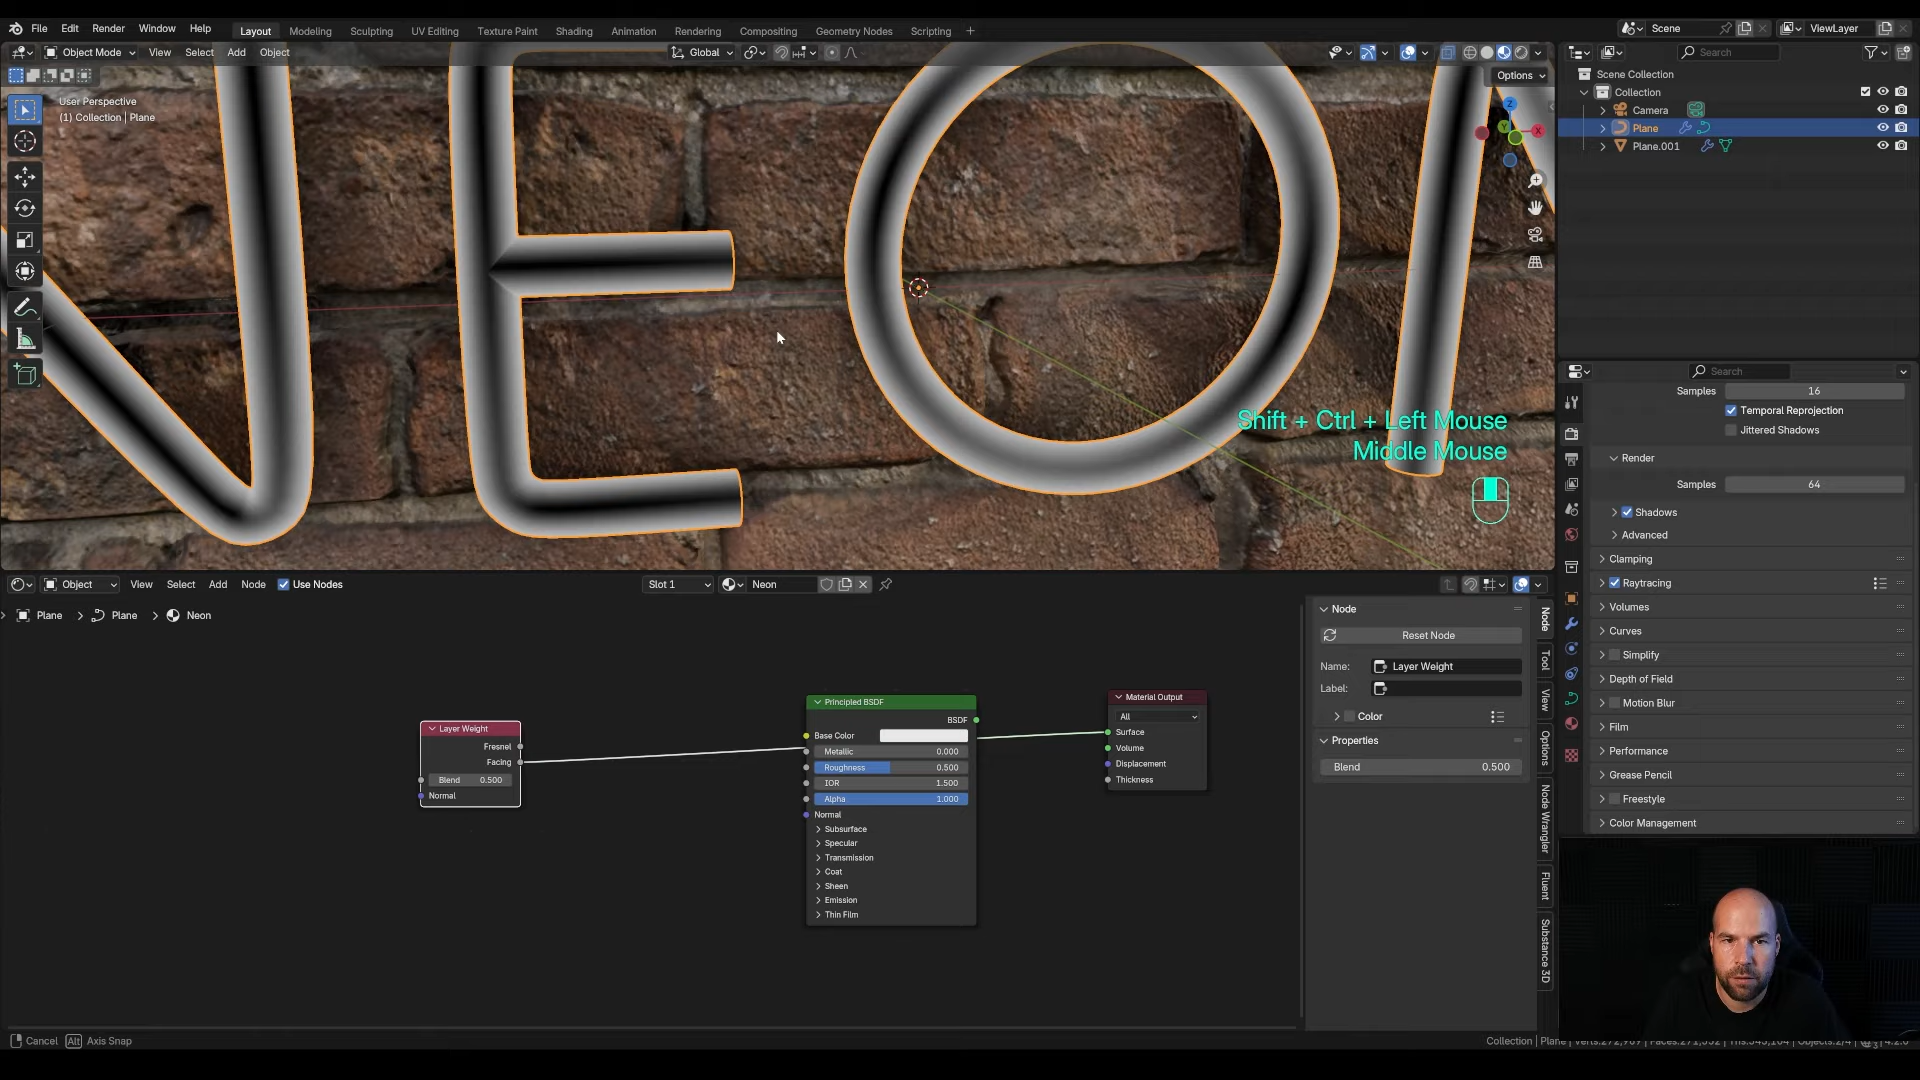 File Edit Render Window Help Layout Modeling Sculpting UV Editing Texture Paint Shading Animation Rendering Compositing Geometry Nodes Scripting + Scene ViewLayer
Object Mode View Select Add Object Global Search
Options
User Perspective
(1) Collection | Plane
Scene Collection
Collection
Camera
Plane
Plane.001
Z
X
Y
Shift + Ctrl + Left Mouse
Middle Mouse
Search
Samples 16
Temporal Reprojection
Jittered Shadows
Render
Samples 64
Shadows
Advanced
Clamping
Raytracing
Volumes
Curves
Simplify
Depth of Field
Motion Blur
Film
Performance
Grease Pencil
Freestyle
Color Management
Object View Select Add Node Use Nodes Slot 1 Neon
Plane > Plane > Neon
Layer Weight
Fresnel
Facing
Blend 0.500
Normal
Principled BSDF
BSDF
Base Color
Metallic 0.000
Roughness 0.500
IOR 1.500
Alpha 1.000
Normal
Subsurface
Specular
Transmission
Coat
Sheen
Emission
Thin Film
Material Output
All
Surface
Volume
Displacement
Thickness
Node
Reset Node
Name: Layer Weight
Label:
Color
Properties
Blend 0.500
Node
Tool
View
Options
Node Wrangler
Fluent
Substance 3D
Cancel Alt Axis Snap
Collection | Plane